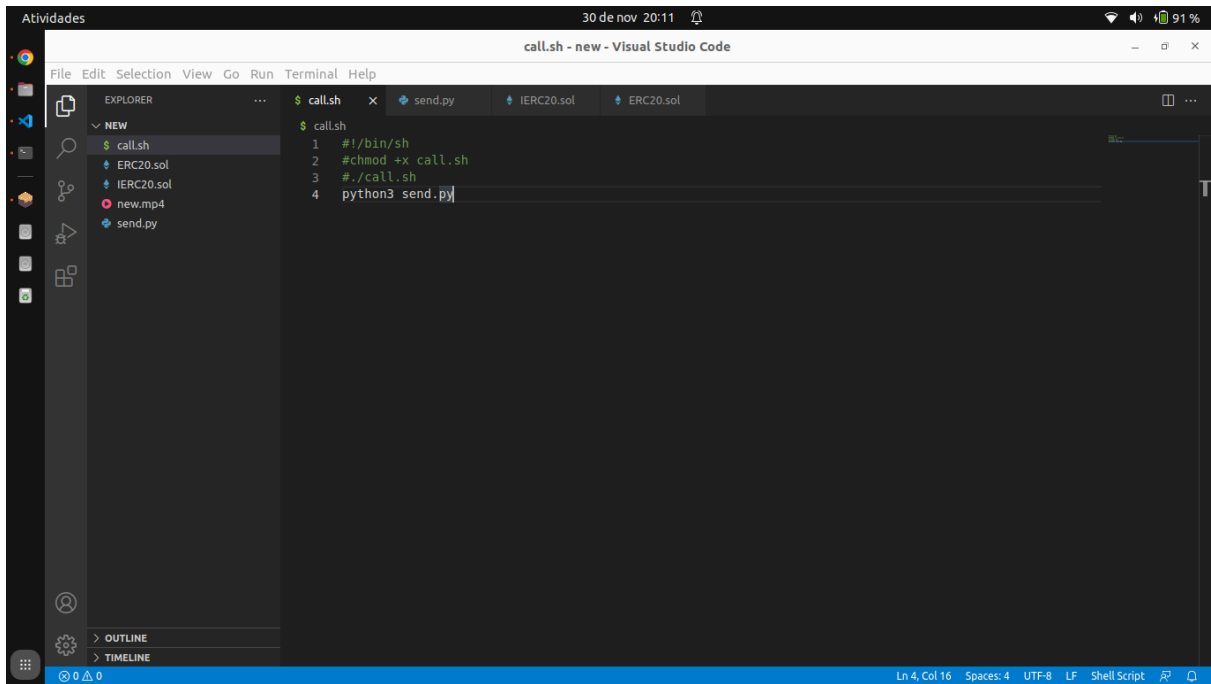 Atividades
30 de nov 20:11
91 %
call.sh - new - Visual Studio Code
File Edit Selection View Go Run Terminal Help
EXPLORER
NEW
$ call.sh
ERC20.sol
IERC20.sol
new.mp4
send.py
OUTLINE
TIMELINE
$ call.sh send.py IERC20.sol ERC20.sol
$ call.sh
1 #!/bin/sh
2 #chmod +x call.sh
3 #./call.sh
4 python3 send.py
0 0
Ln 4, Col 16 Spaces: 4 UTF-8 LF Shell Script